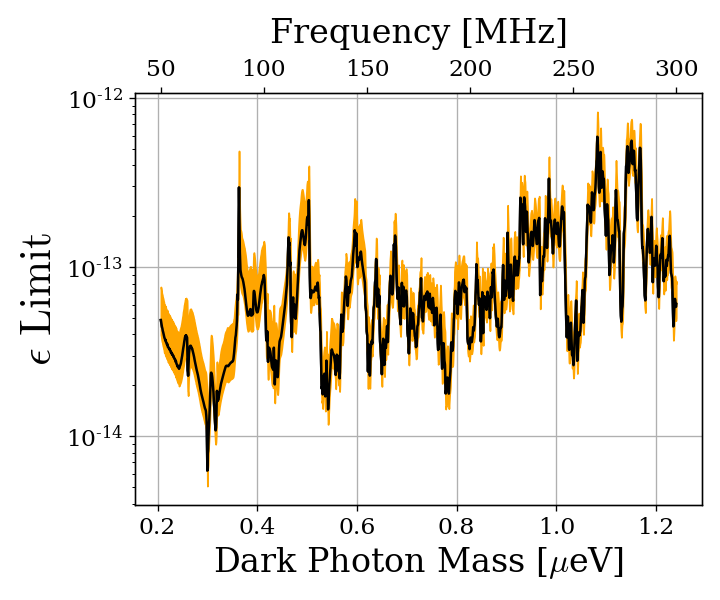 Frequency [MHz]
50 100 150 200 250 300
10⁻¹²
10⁻¹³
10⁻¹⁴
ϵ Limit
0.2 0.4 0.6 0.8 1.0 1.2
Dark Photon Mass [μeV]